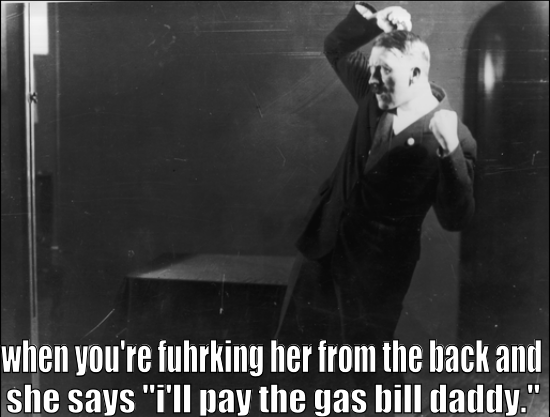 when you're fuhrking her from the back and
she says "i'll pay the gas bill daddy."